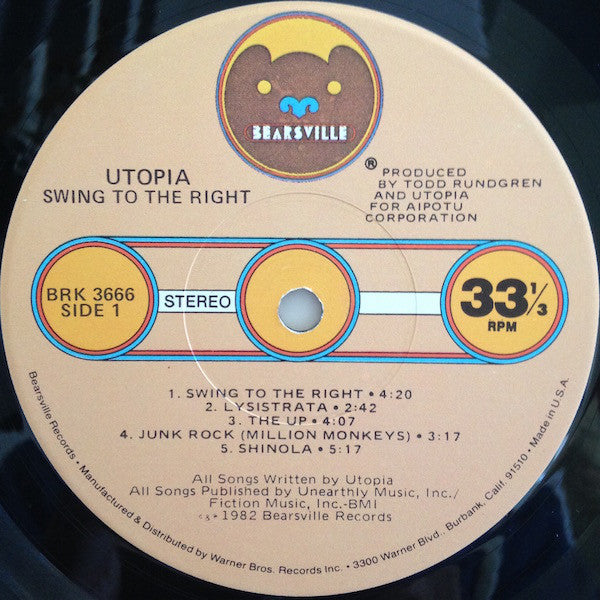 BEARSVILLE
®
UTOPIA
SWING TO THE RIGHT
PRODUCED
BY TODD RUNDGREN
AND UTOPIA
FOR AIPOTU
CORPORATION
BRK 3666
SIDE 1
STEREO
33 1/3
RPM
1. SWING TO THE RIGHT • 4:20
2. LYSISTRATA • 2:42
3. THE UP • 4:07
4. JUNK ROCK (MILLION MONKEYS) • 3:17
5. SHINOLA • 5:17
All Songs Written by Utopia
All Songs Published by Unearthly Music, Inc./
Fiction Music, Inc.-BMI
• 1982 Bearsville Records
Bearsville Records • Manufactured & Distributed by Warner Bros. Records Inc. • 3300 Warner Blvd., Burbank, Calif. 91510 • Made in U.S.A.